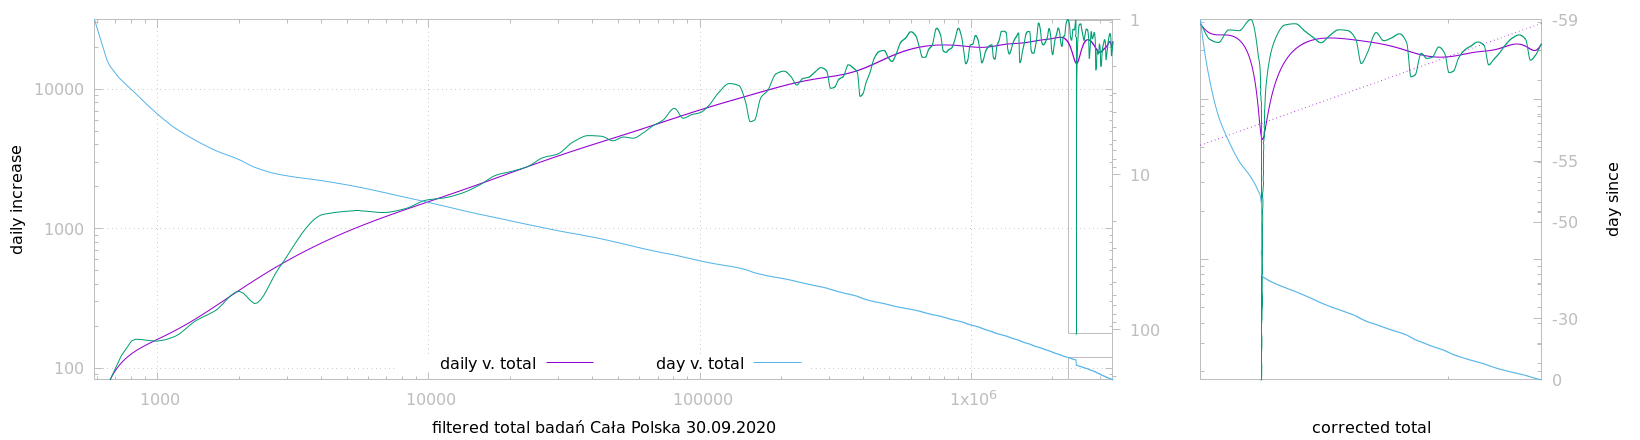 daily increase
10000
1000
100
1000
10000
100000
1x10⁶
1
10
100
daily v. total
day v. total
filtered total badań Cała Polska 30.09.2020
-59
-55
-50
-30
0
day since
corrected total